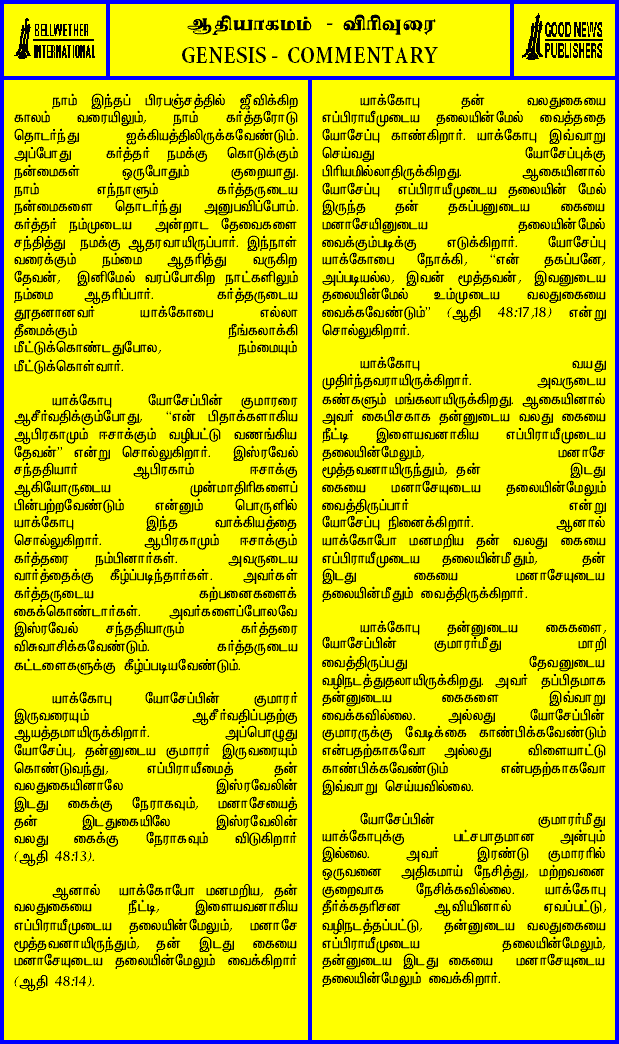 BELLWETHER
INTERNATIONAL
ஆதியாகமம் - விரிவுரை
GENESIS - COMMENTARY
GOOD NEWS
PUBLISHERS
நாம் இந்தப் பிரபஞ்சத்தில் ஜீவிக்கிற
காலம் வரையிலும், நாம் கர்த்தரோடு
தொடர்ந்து ஐக்கியத்திலிருக்கவேண்டும்.
அப்போது கர்த்தர் நமக்கு கொடுக்கும்
நன்மைகள் ஒருபோதும் குறையாது.
நாம் எந்நாளும் கர்த்தருடைய
நன்மைகளை தொடர்ந்து அனுபவிப்போம்.
கர்த்தர் நம்முடைய அன்றாட தேவைகளை
சந்தித்து நமக்கு ஆதரவாயிருப்பார். இந்நாள்
வரைக்கும் நம்மை ஆதரித்து வருகிற
தேவன், இனிமேல் வரப்போகிற நாட்களிலும்
நம்மை ஆதரிப்பார். கர்த்தருடைய
தூதனானவர் யாக்கோபை எல்லா
தீமைக்கும் நீங்கலாக்கி
மீட்டுக்கொண்டதுபோல, நம்மையும்
மீட்டுக்கொள்வார்.
யாக்கோபு யோசேப்பின் குமாரரை
ஆசீர்வதிக்கும்போது, “என் பிதாக்களாகிய
ஆபிரகாமும் ஈசாக்கும் வழிபட்டு வணங்கிய
தேவன்” என்று சொல்லுகிறார். இஸ்ரவேல்
சந்ததியார் ஆபிரகாம் ஈசாக்கு
ஆகியோருடைய முன்மாதிரிகளைப்
பின்பற்றவேண்டும் என்னும் பொருளில்
யாக்கோபு இந்த வாக்கியத்தை
சொல்லுகிறார். ஆபிரகாமும் ஈசாக்கும்
கர்த்தரை நம்பினார்கள். அவருடைய
வார்த்தைக்கு கீழ்ப்படிந்தார்கள். அவர்கள்
கர்த்தருடைய கற்பனைகளைக்
கைக்கொண்டார்கள். அவர்களைப்போலவே
இஸ்ரவேல் சந்ததியாரும் கர்த்தரை
விசுவாசிக்கவேண்டும். கர்த்தருடைய
கட்டளைகளுக்கு கீழ்ப்படியவேண்டும்.
யாக்கோபு யோசேப்பின் குமாரர்
இருவரையும் ஆசீர்வதிப்பதற்கு
ஆயத்தமாயிருக்கிறார். அப்பொழுது
யோசேப்பு, தன்னுடைய குமாரர் இருவரையும்
கொண்டுவந்து, எப்பிராயீமைத் தன்
வலதுகையினாலே இஸ்ரவேலின்
இடது கைக்கு நேராகவும், மனாசேயைத்
தன் இடதுகையிலே இஸ்ரவேலின்
வலது கைக்கு நேராகவும் விடுகிறார்
(ஆதி 48:13).
ஆனால் யாக்கோபோ மனமறிய, தன்
வலதுகையை நீட்டி, இளையவனாகிய
எப்பிராயீமுடைய தலையின்மேலும், மனாசே
மூத்தவனாயிருந்தும், தன் இடது கையை
மனாசேயுடைய தலையின்மேலும் வைக்கிறார்
(ஆதி 48:14).
யாக்கோபு தன் வலதுகையை
எப்பிராயீமுடைய தலையின்மேல் வைத்ததை
யோசேப்பு காண்கிறார். யாக்கோபு இவ்வாறு
செய்வது யோசேப்புக்கு
பிரியமில்லாதிருக்கிறது. ஆகையினால்
யோசேப்பு எப்பிராயீமுடைய தலையின் மேல்
இருந்த தன் தகப்பனுடைய கையை
மனாசேயினுடைய தலையின்மேல்
வைக்கும்படிக்கு எடுக்கிறார். யோசேப்பு
யாக்கோபை நோக்கி, “என் தகப்பனே,
அப்படியல்ல, இவன் மூத்தவன், இவனுடைய
தலையின்மேல் உம்முடைய வலதுகையை
வைக்கவேண்டும்” (ஆதி 48:17,18) என்று
சொல்லுகிறார்.
யாக்கோபு வயது
முதிர்ந்தவராயிருக்கிறார். அவருடைய
கண்களும் மங்கலாயிருக்கிறது. ஆகையினால்
அவர் கைபிசகாக தன்னுடைய வலது கையை
நீட்டி இளையவனாகிய எப்பிராயீமுடைய
தலையின்மேலும், மனாசே
மூத்தவனாயிருந்தும், தன் இடது
கையை மனாசேயுடைய தலையின்மேலும்
வைத்திருப்பார் என்று
யோசேப்பு நினைக்கிறார். ஆனால்
யாக்கோபோ மனமறிய தன் வலது கையை
எப்பிராயீமுடைய தலையின்மீதும், தன்
இடது கையை மனாசேயுடைய
தலையின்மீதும் வைத்திருக்கிறார்.
யாக்கோபு தன்னுடைய கைகளை,
யோசேப்பின் குமாரர்மீது மாறி
வைத்திருப்பது தேவனுடைய
வழிநடத்துதலாயிருக்கிறது. அவர் தப்பிதமாக
தன்னுடைய கைகளை இவ்வாறு
வைக்கவில்லை. அல்லது யோசேப்பின்
குமாரருக்கு வேடிக்கை காண்பிக்கவேண்டும்
என்பதற்காகவோ அல்லது விளையாட்டு
காண்பிக்கவேண்டும் என்பதற்காகவோ
இவ்வாறு செய்யவில்லை.
யோசேப்பின் குமாரர்மீது
யாக்கோபுக்கு பட்சபாதமான அன்பும்
இல்லை. அவர் இரண்டு குமாரரில்
ஒருவனை அதிகமாய் நேசித்து, மற்றவனை
குறைவாக நேசிக்கவில்லை. யாக்கோபு
தீர்க்கதரிசன ஆவியினால் ஏவப்பட்டு,
வழிநடத்தப்பட்டு, தன்னுடைய வலதுகையை
எப்பிராயீமுடைய தலையின்மேலும்,
தன்னுடைய இடது கையை மனாசேயுடைய
தலையின்மேலும் வைக்கிறார்.